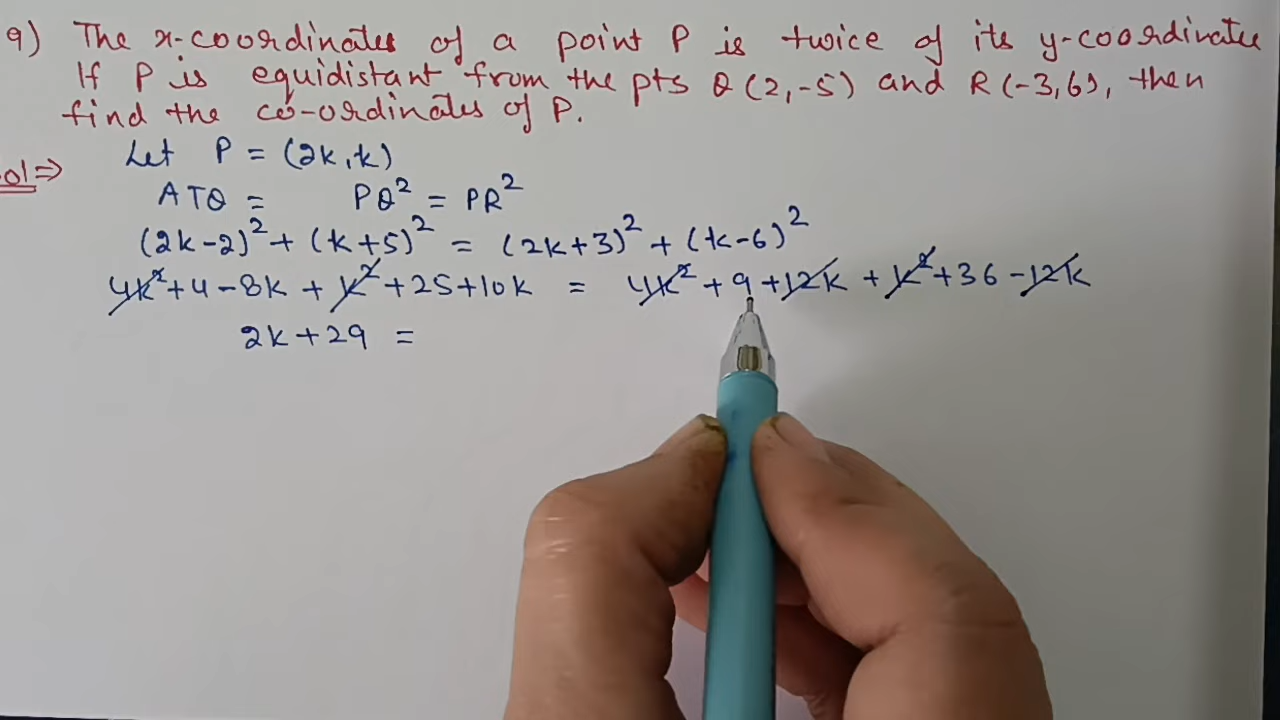 9) The x-coordinates of a point P is twice of its y-coordinates
If P is equidistant from the pts Q(2,-5) and R(-3,6), then
find the co-ordinates of P.
Sol⇒ Let P = (2k,k)
ATQ = PQ² = PR²
(2k-2)² + (k+5)² = (2k+3)² + (k-6)²
4k²+4-8k + k²+25+10k = 4k²+9+12k + k²+36-12k
2k+29 =